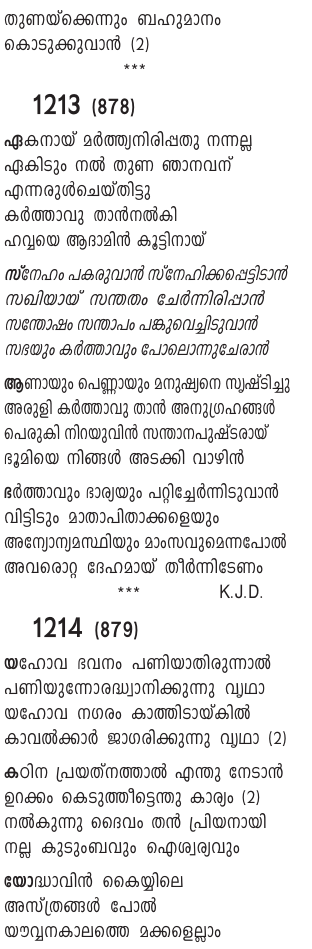 തുണയ്ക്കെന്നും ബഹുമാനം
കൊടുക്കുവാൻ (2)
***
1213 (878)
ഏകനായ് മർത്ത്യനിരിപ്പതു നന്നല്ല
ഏകിടും നൽ തുണ ഞാനവന്
എന്നരുൾചെയ്തിട്ടു
കർത്താവു താൻനൽകി
ഹവ്വയെ ആദാമിൻ കൂട്ടിനായ്
സ്നേഹം പകരുവാൻ സ്നേഹിക്കപ്പെട്ടിടാൻ
സഖിയായ് സന്തതം ചേർന്നിരിപ്പാൻ
സന്തോഷം സന്താപം പങ്കുവെച്ചിടുവാൻ
സഭയും കർത്താവും പോലൊന്നുചേരാൻ
ആണായും പെണ്ണായും മനുഷ്യനെ സൃഷ്ടിച്ചു
അരുളി കർത്താവു താൻ അനുഗ്രഹങ്ങൾ
പെരുകി നിറയുവിൻ സന്താനപുഷ്ടരായ്
ഭൂമിയെ നിങ്ങൾ അടക്കി വാഴിൻ
ഭർത്താവും ഭാര്യയും പറ്റിച്ചേർന്നിടുവാൻ
വിട്ടിടും മാതാപിതാക്കളെയും
അന്യോന്യമസ്ഥിയും മാംസവുമെന്നപോൽ
അവരൊറ്റ ദേഹമായ് തീർന്നിടേണം
*** K.J.D.
1214 (879)
യഹോവ ഭവനം പണിയാതിരുന്നാൽ
പണിയുന്നോരദ്ധ്വാനിക്കുന്നു വൃഥാ
യഹോവ നഗരം കാത്തിടായ്കിൽ
കാവൽക്കാർ ജാഗരിക്കുന്നു വൃഥാ (2)
കഠിന പ്രയത്നത്താൽ എന്തു നേടാൻ
ഉറക്കം കെടുത്തീട്ടെന്തു കാര്യം (2)
നൽകുന്നു ദൈവം തൻ പ്രിയനായി
നല്ല കുടുംബവും ഐശ്വര്യവും
യോദ്ധാവിൻ കൈയ്യിലെ
അസ്ത്രങ്ങൾ പോൽ
യൗവ്വനകാലത്തെ മക്കളെല്ലാം